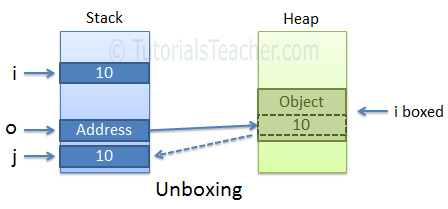 Stack
Heap
© TutorialsTeacher.com
i
10
Object
10
i boxed
o
Address
j
10
Unboxing